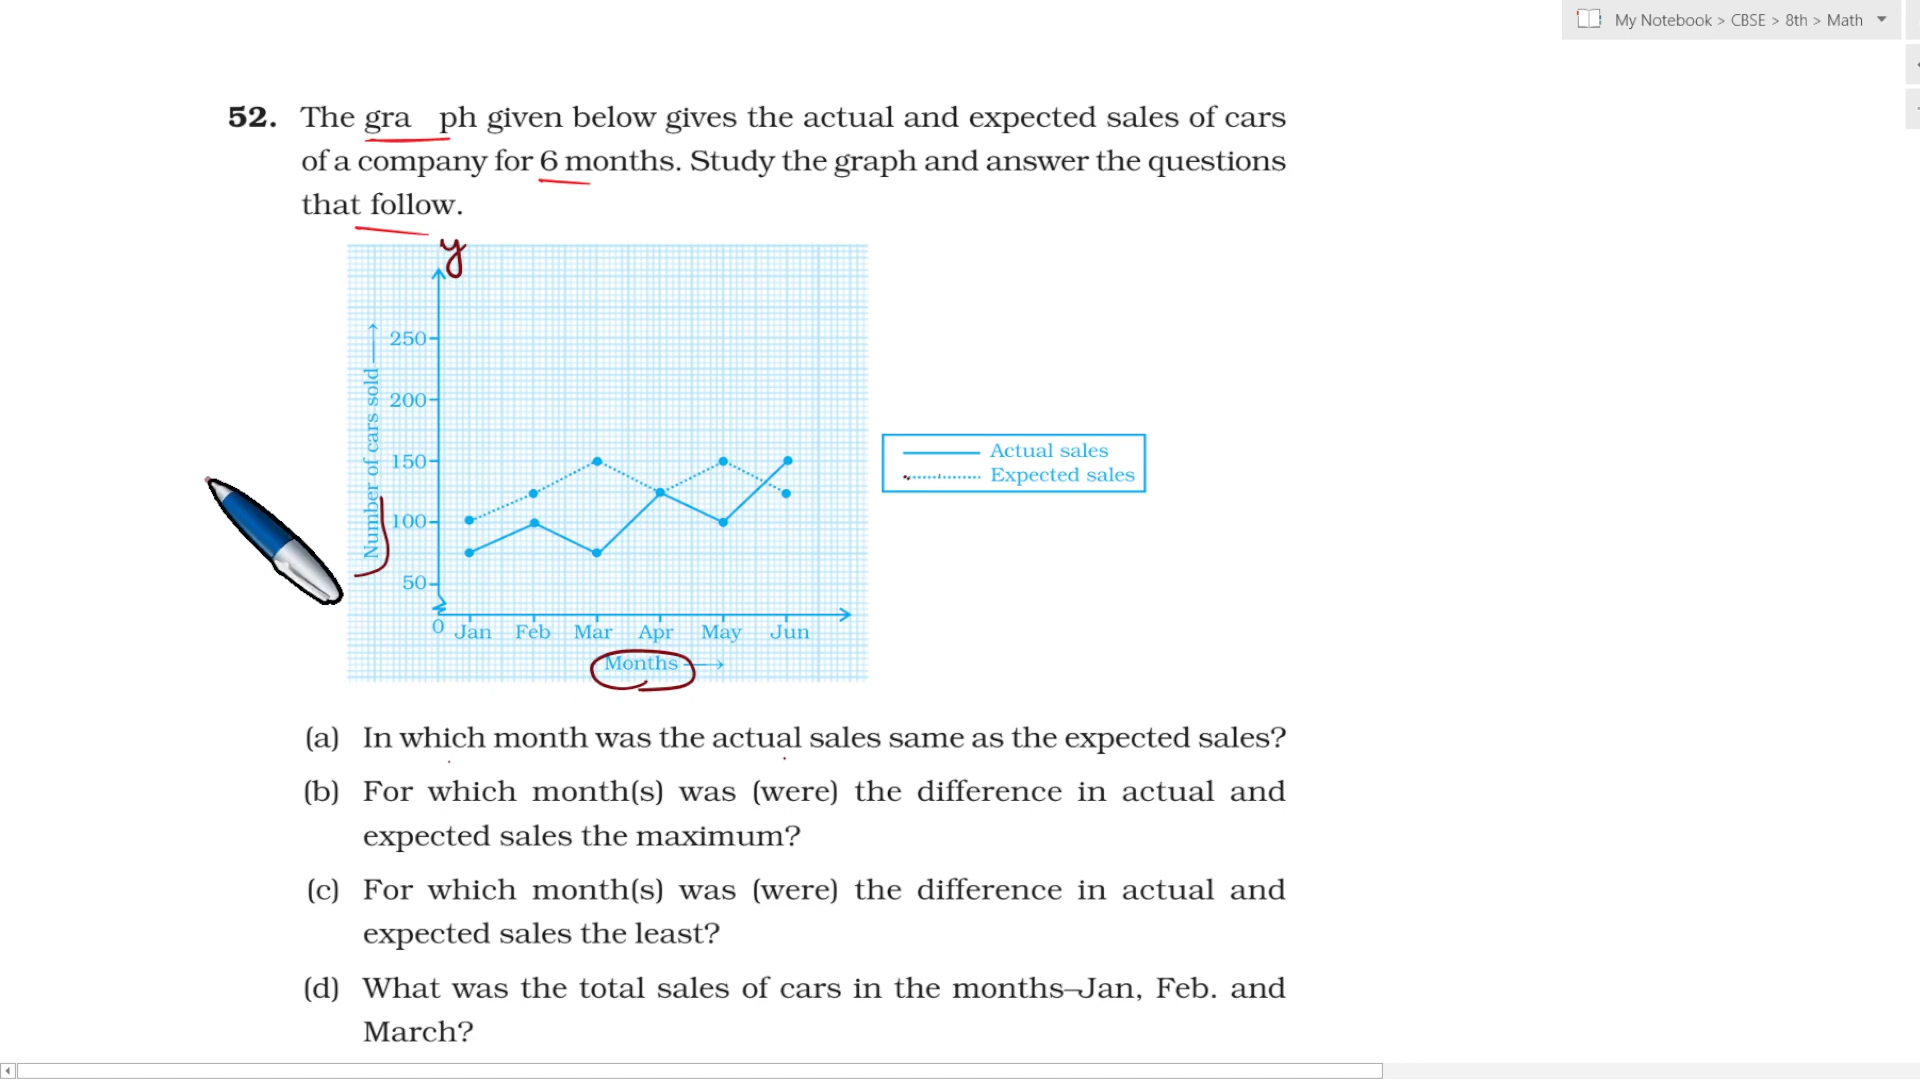 My Notebook > CBSE > 8th > Math
52. The gra ph given below gives the actual and expected sales of cars
of a company for 6 months. Study the graph and answer the questions
that follow.
y
Number of cars sold
250
200
150
100
50
0
Jan Feb Mar Apr May Jun
Months
Actual sales
Expected sales
(a) In which month was the actual sales same as the expected sales?
(b) For which month(s) was (were) the difference in actual and
expected sales the maximum?
(c) For which month(s) was (were) the difference in actual and
expected sales the least?
(d) What was the total sales of cars in the months–Jan, Feb. and
March?